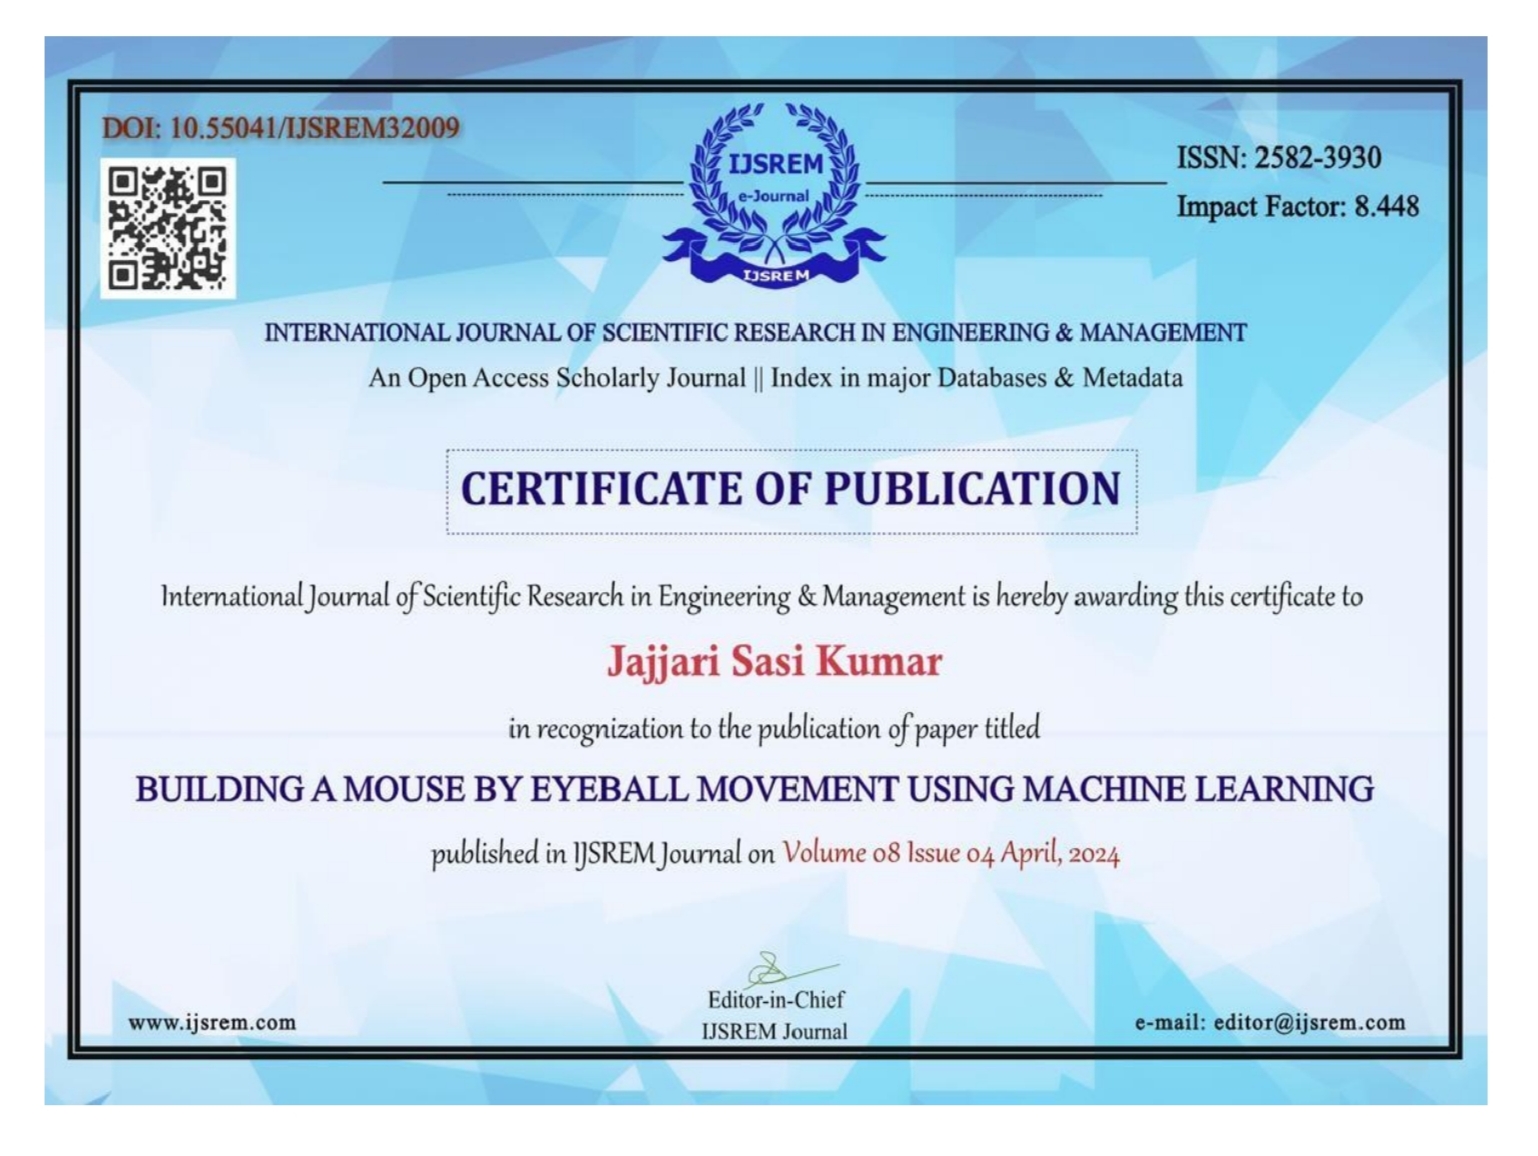 DOI: 10.55041/IJSREM32009
IJSREM
e-Journal
IJSREM
ISSN: 2582-3930
Impact Factor: 8.448
INTERNATIONAL JOURNAL OF SCIENTIFIC RESEARCH IN ENGINEERING & MANAGEMENT
An Open Access Scholarly Journal || Index in major Databases & Metadata
CERTIFICATE OF PUBLICATION
International Journal of Scientific Research in Engineering & Management is hereby awarding this certificate to
Jajjari Sasi Kumar
in recognization to the publication of paper titled
BUILDING A MOUSE BY EYEBALL MOVEMENT USING MACHINE LEARNING
published in IJSREM Journal on Volume 08 Issue 04 April, 2024
Editor-in-Chief
IJSREM Journal
www.ijsrem.com
e-mail: editor@ijsrem.com